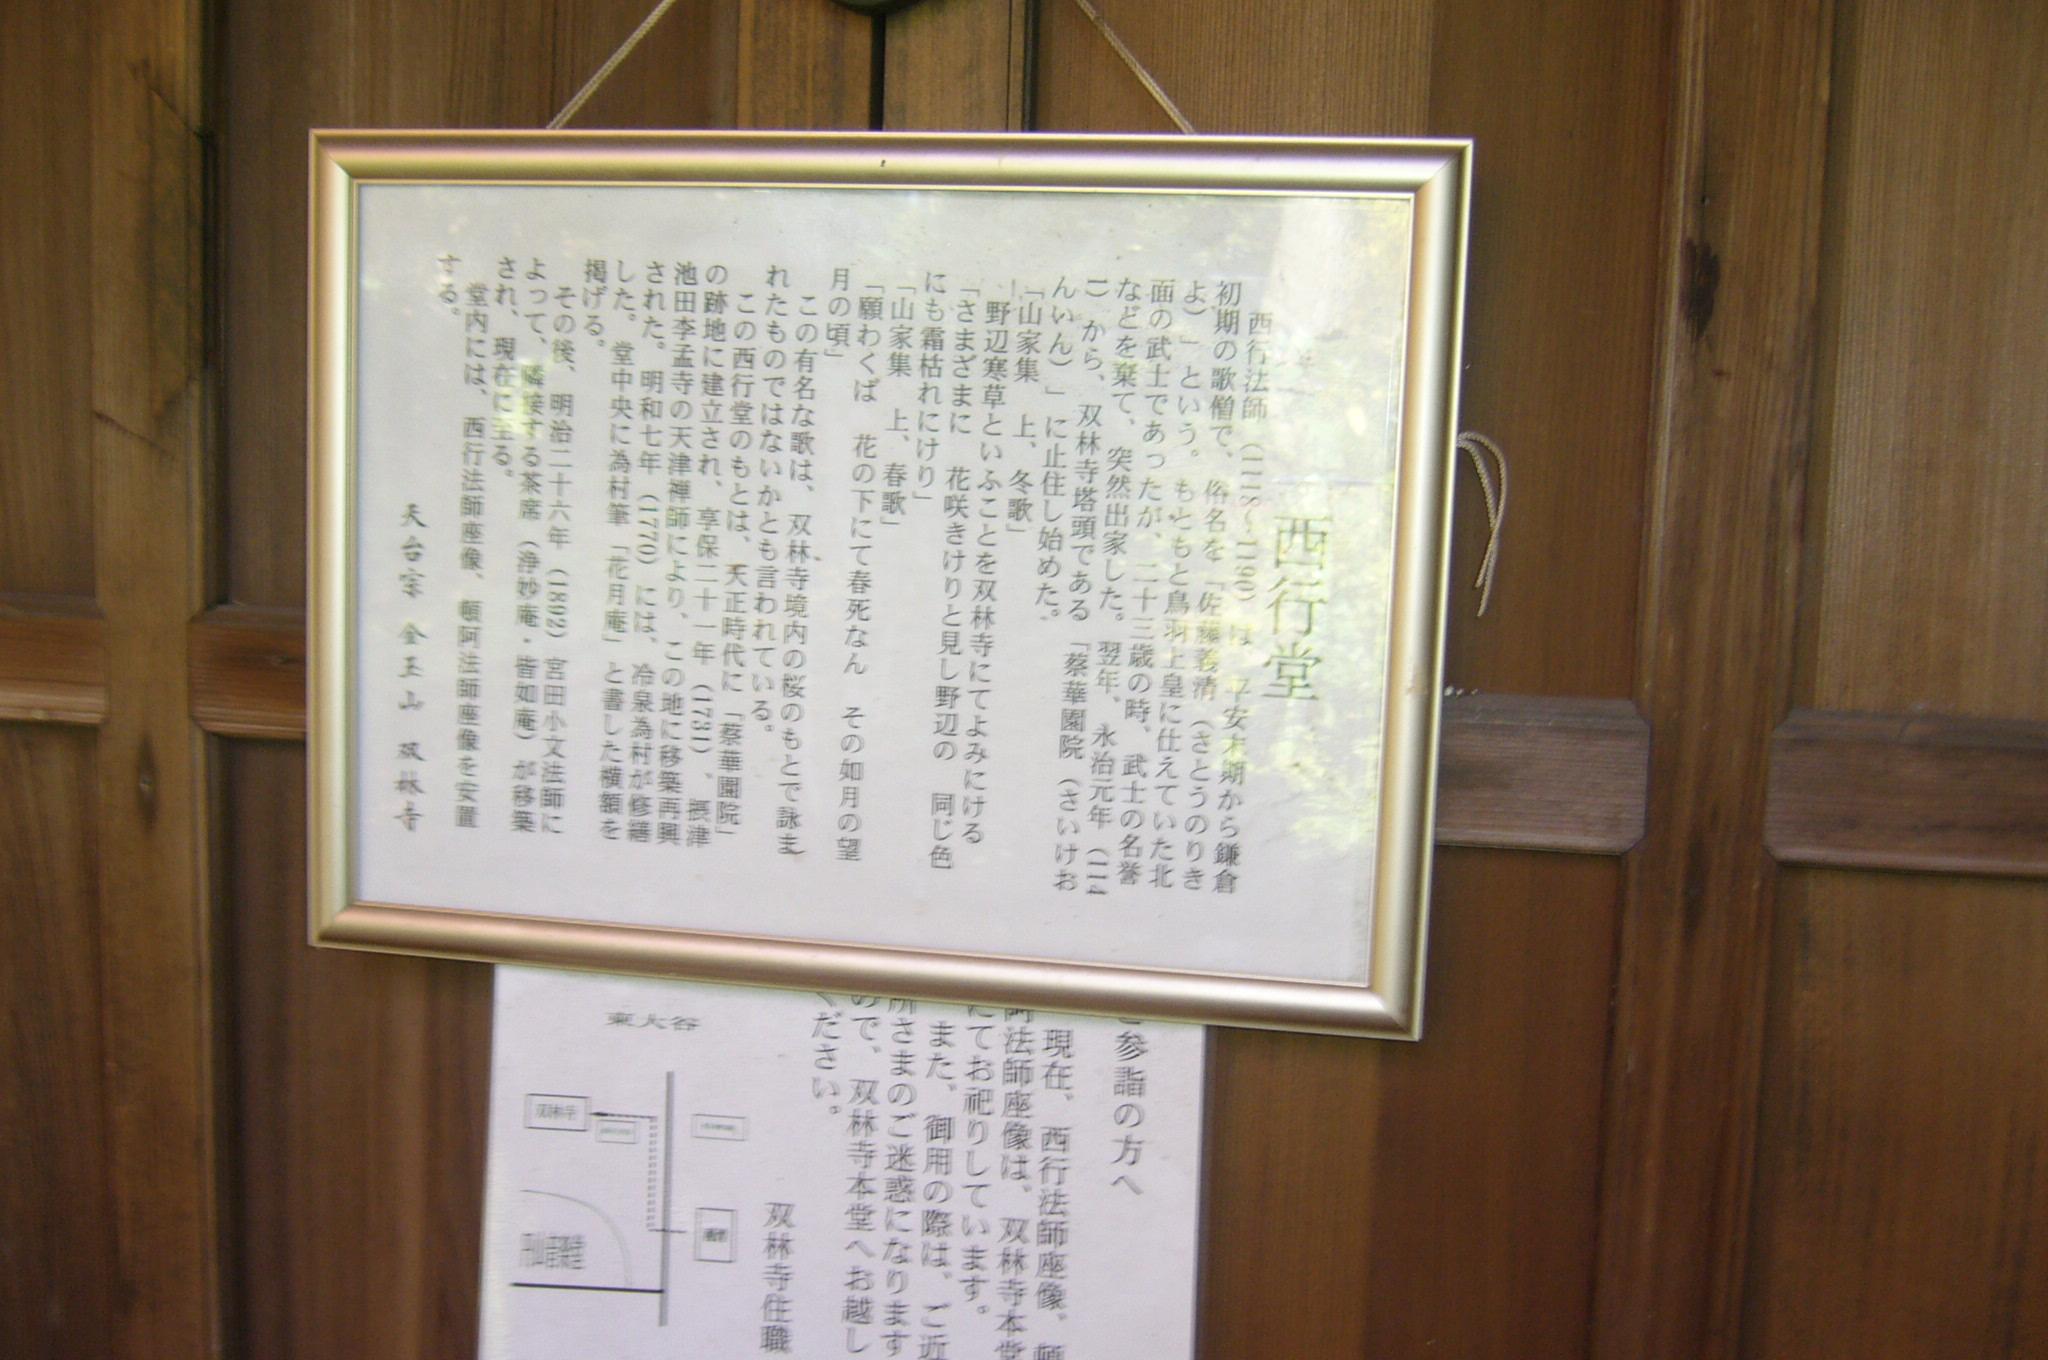 西行堂
西行法師(1118〜1190)は 平安末期から鎌倉
初期の歌僧で、俗名を「佐藤義清(さとうのりき
よ)」という。もともと鳥羽上皇に仕えていた北
面の武士であったが、二十三歳の時、武士の名誉
などを棄て、突然出家した。翌年、永治元年(114
1)から、双林寺塔頭である「蔡華園院(さいけお
んいん)」に止住し始めた。
「山家集 上、冬歌」
野辺寒草といふことを双林寺にてよみにける
「さまざまに 花咲きけりと見し野辺の 同じ色
にも霜枯れにけり」
「山家集 上、春歌」
「願わくば 花の下にて春死なん その如月の望
月の頃」
この有名な歌は、双林寺境内の桜のもとで詠ま
れたものではないかとも言われている。
この西行堂のもとは、天正時代に「蔡華園院」
の跡地に建立され、享保二十一年(1731)、摂津
池田李孟寺の天津禅師により、この地に移築再興
された。明和七年(1770)には、冷泉為村が修繕
した。堂中央に為村筆「花月庵」と書した横額を
掲げる。
その後、明治二十六年(1892)宮田小文法師に
よって、隣接する茶席(浄妙庵・皆如庵)が移築
され、現在に至る。
堂内には、西行法師座像、頓阿法師座像を安置
する。
天台宗 金玉山 双林寺
参詣の方へ
現在、西行法師座像、頓
阿法師座像は、双林寺本堂
にてお祀りしています。
また、御用の際は、ご近
所さまのご迷惑になります
ので、双林寺本堂へお越し
ください。
双林寺住職
東大谷
双林寺
円山音楽堂